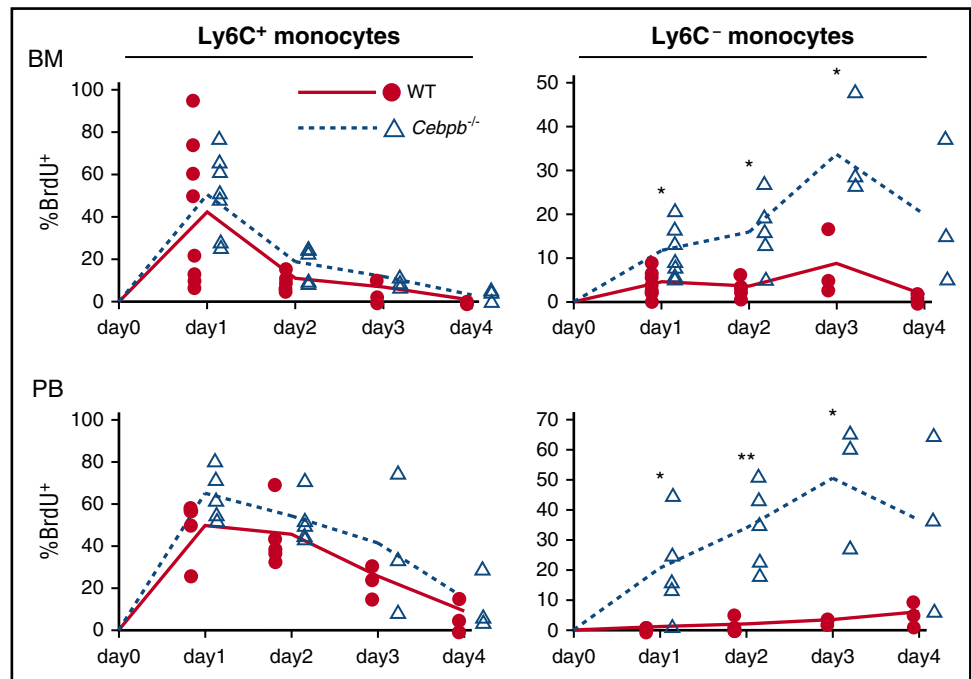 Ly6C⁺ monocytes
Ly6C⁻ monocytes
BM
WT
Cebpb⁻/⁻
%BrdU⁺
100
80
60
40
20
0
day0 day1 day2 day3 day4
%BrdU⁺
50
40
30
20
10
0
* * *
day0 day1 day2 day3 day4
PB
%BrdU⁺
100
80
60
40
20
0
day0 day1 day2 day3 day4
%BrdU⁺
70
60
50
40
30
20
10
0
* ** *
day0 day1 day2 day3 day4